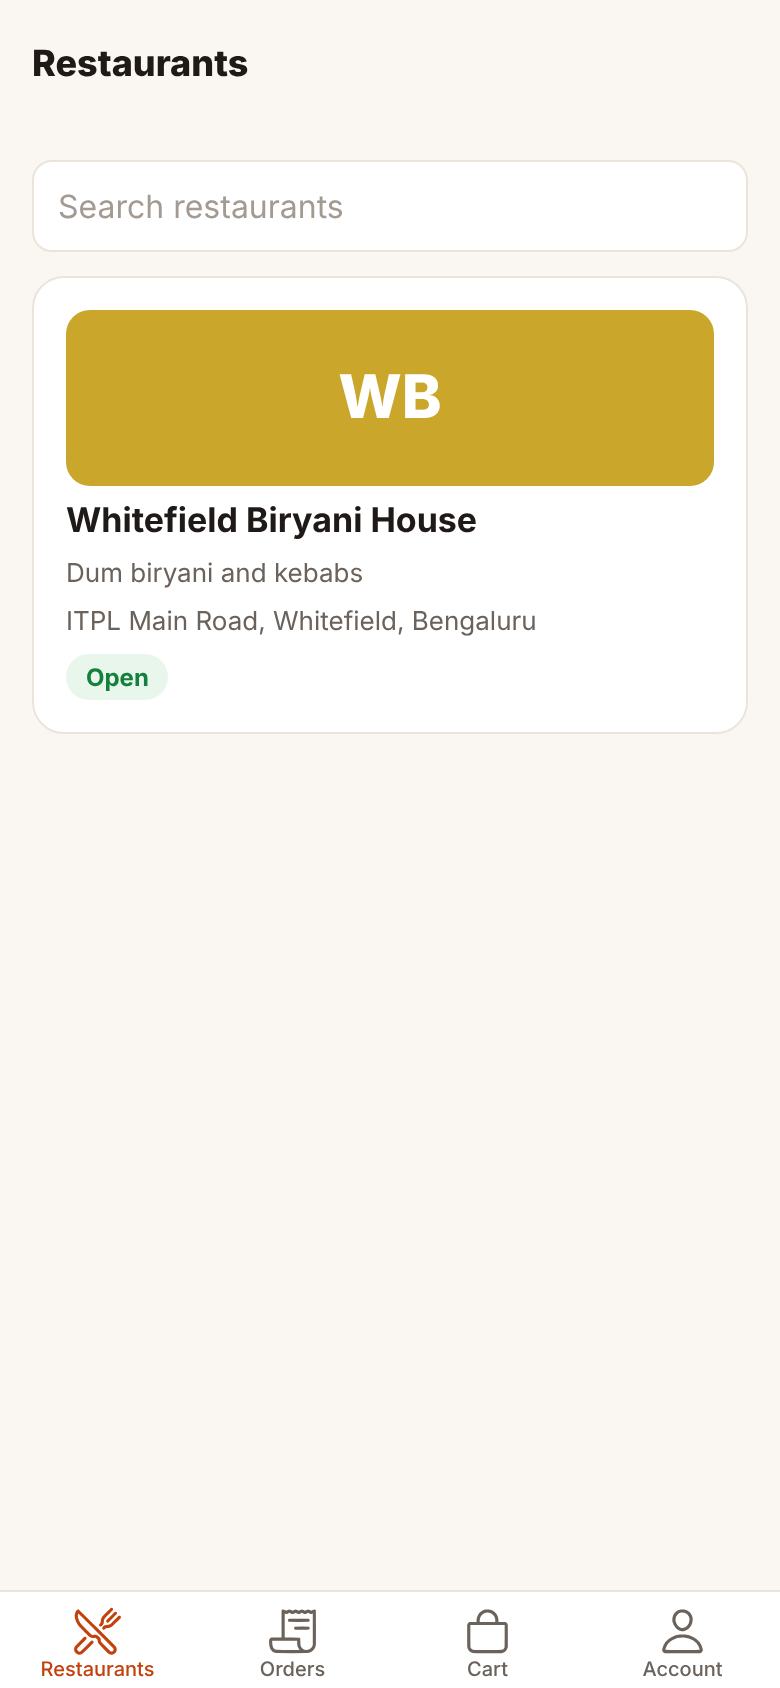 Restaurants
Search restaurants
WB
Whitefield Biryani House
Dum biryani and kebabs
ITPL Main Road, Whitefield, Bengaluru
Open
Restaurants
Orders
Cart
Account